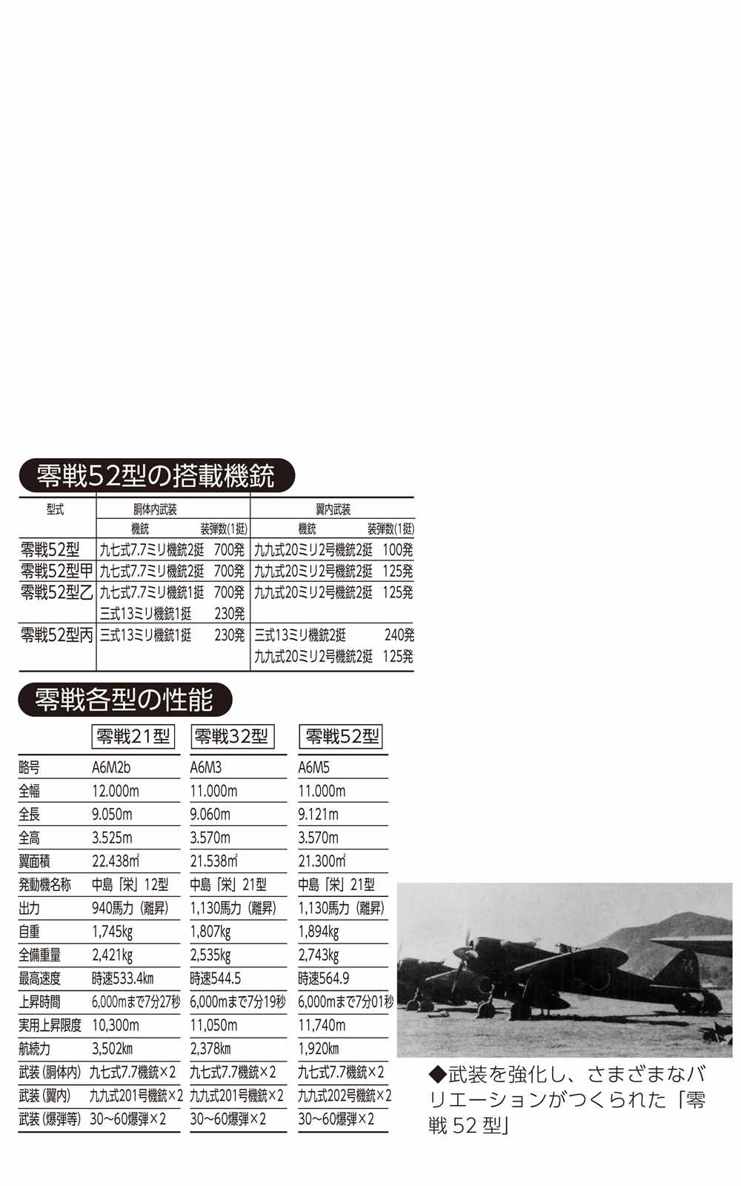 零戦52型の搭載機銃
型式 胴体内武装 翼内武装
機銃 装弾数(1挺) 機銃 装弾数(1挺)
零戦52型 九七式7.7ミリ機銃2挺 700発 九九式20ミリ2号機銃2挺 100発
零戦52型甲 九七式7.7ミリ機銃2挺 700発 九九式20ミリ2号機銃2挺 125発
零戦52型乙 九七式7.7ミリ機銃1挺 700発 九九式20ミリ2号機銃2挺 125発
三式13ミリ機銃1挺 230発
零戦52型丙 三式13ミリ機銃1挺 230発 三式13ミリ機銃2挺 240発
九九式20ミリ2号機銃2挺 125発
零戦各型の性能
零戦21型 零戦32型 零戦52型
略号 A6M2b A6M3 A6M5
全幅 12.000m 11.000m 11.000m
全長 9.050m 9.060m 9.121m
全高 3.525m 3.570m 3.570m
翼面積 22.438㎡ 21.538㎡ 21.300㎡
発動機名称 中島「栄」12型 中島「栄」21型 中島「栄」21型
出力 940馬力（離昇） 1,130馬力（離昇） 1,130馬力（離昇）
自重 1,745㎏ 1,807㎏ 1,894㎏
全備重量 2,421㎏ 2,535㎏ 2,743㎏
最高速度 時速533.4㎞ 時速544.5 時速564.9
上昇時間 6,000mまで7分27秒 6,000mまで7分19秒 6,000mまで7分01秒
実用上昇限度 10,300m 11,050m 11,740m
航続力 3,502㎞ 2,378㎞ 1,920㎞
武装（胴体内） 九七式7.7機銃×2 九七式7.7機銃×2 九七式7.7機銃×2
武装（翼内） 九九式201号機銃×2 九九式201号機銃×2 九九式202号機銃×2
武装（爆弾等） 30〜60爆弾×2 30〜60爆弾×2 30〜60爆弾×2
◆武装を強化し、さまざまなバ
リエーションがつくられた「零
戦52型」